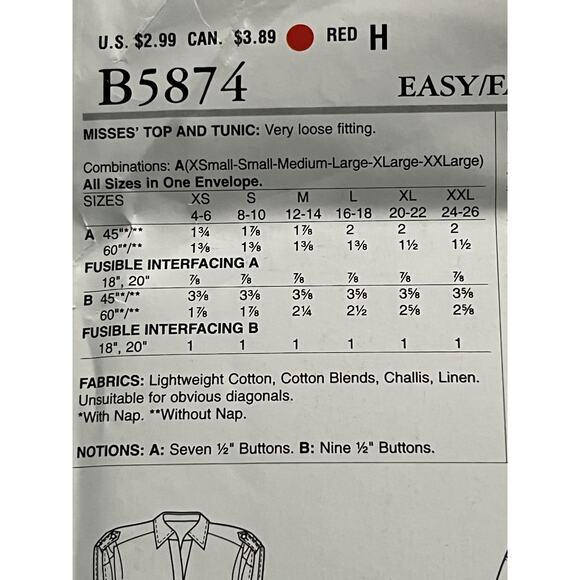 U.S. $2.99 CAN. $3.89 RED H
B5874 EASY/
MISSES' TOP AND TUNIC: Very loose fitting.
Combinations: A(XSmall-Small-Medium-Large-XLarge-XXLarge)
All Sizes in One Envelope.
SIZES XS S M L XL XXL
4-6 8-10 12-14 16-18 20-22 24-26
A 45"*/** 1¾ 1⅞ 1⅞ 2 2 2
60"*/** 1⅜ 1⅜ 1⅜ 1⅜ 1½ 1½
FUSIBLE INTERFACING A
18", 20" ⅞ ⅞ ⅞ ⅞ ⅞ ⅞
B 45"*/** 3⅜ 3⅜ 3⅝ 3⅝ 3⅝ 3⅝
60"*/** 1⅞ 1⅞ 2¼ 2½ 2⅝ 2⅝
FUSIBLE INTERFACING B
18", 20" 1 1 1 1 1 1
FABRICS: Lightweight Cotton, Cotton Blends, Challis, Linen.
Unsuitable for obvious diagonals.
*With Nap. **Without Nap.
NOTIONS: A: Seven ½" Buttons. B: Nine ½" Buttons.